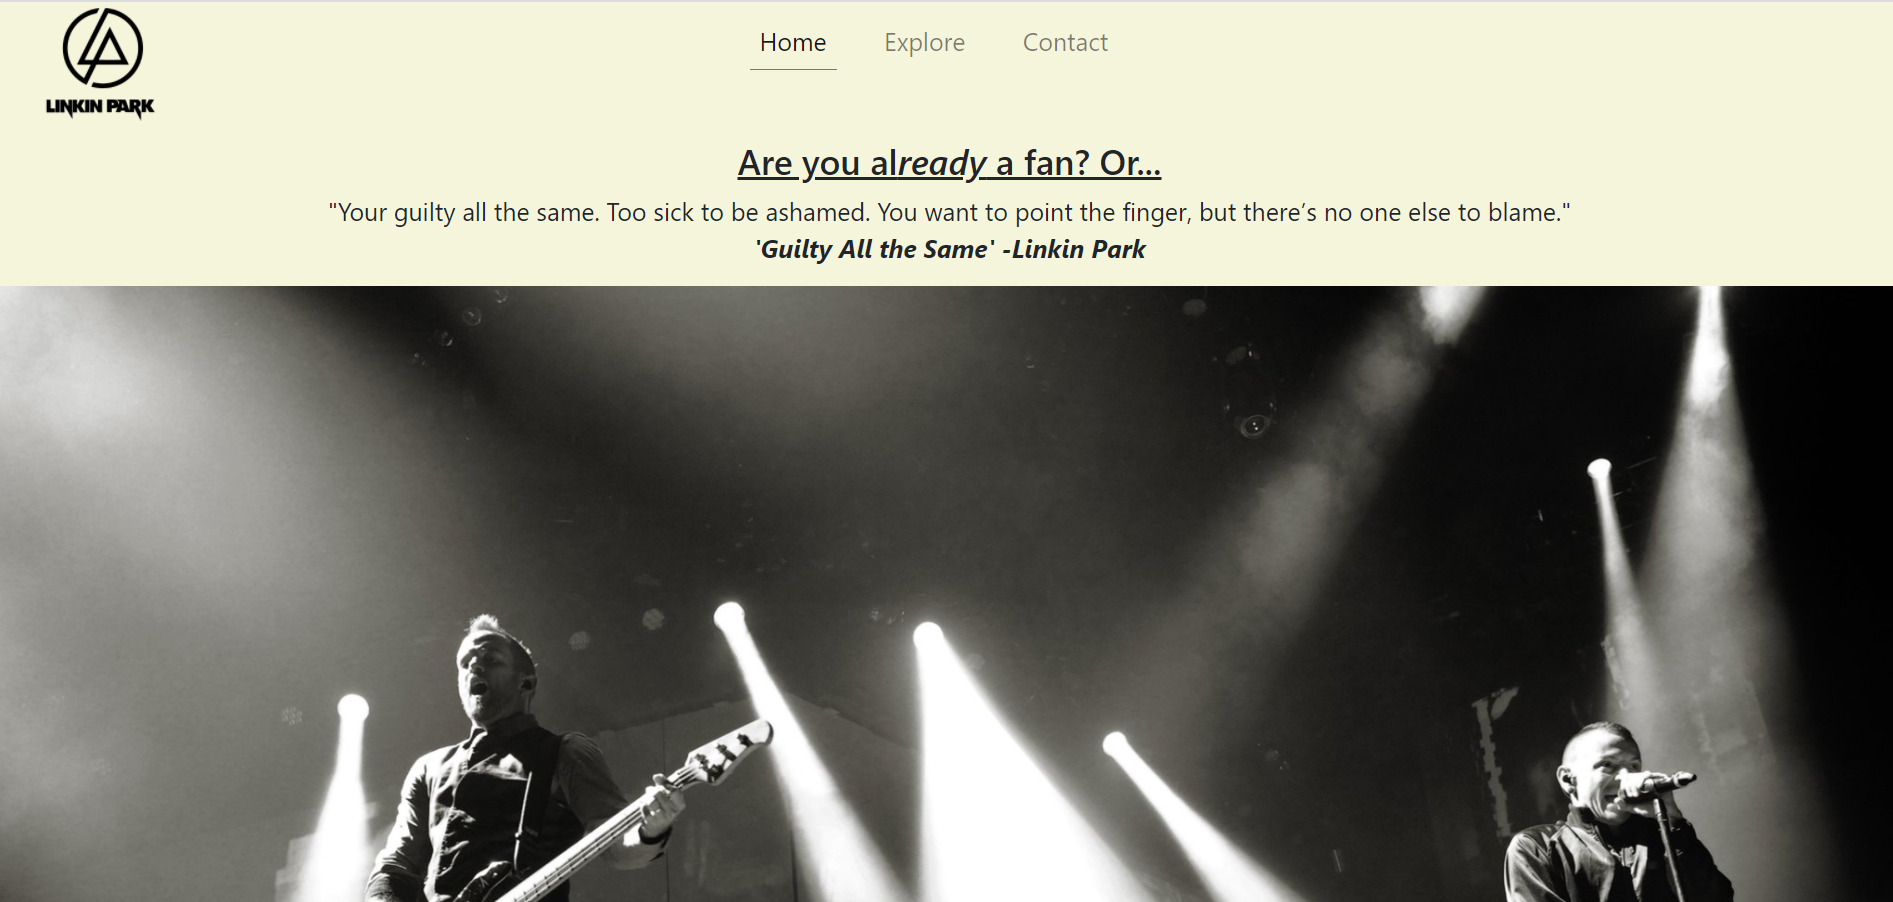 LINKIN PARK
Home Explore Contact
Are you already a fan? Or...
"Your guilty all the same. Too sick to be ashamed. You want to point the finger, but there’s no one else to blame."
'Guilty All the Same' -Linkin Park